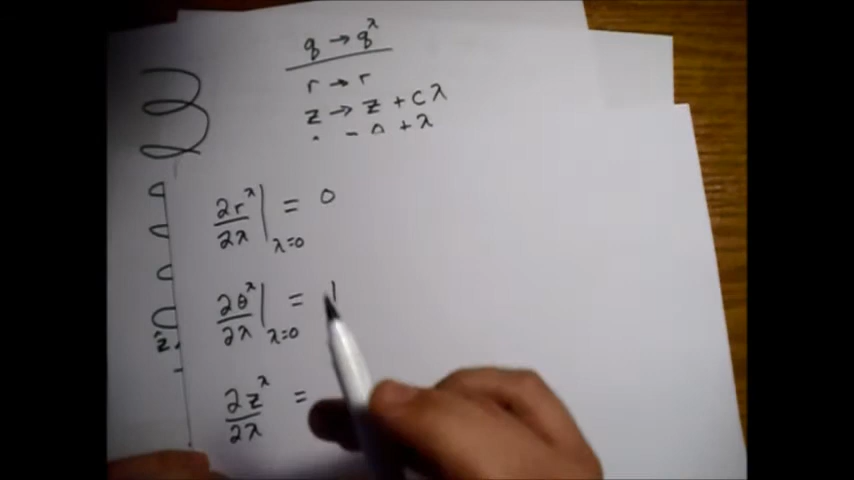 q → q^λ
r → r
z → z + cλ
+ λ
∂r^λ/∂λ |λ=0 = 0
∂θ^λ/∂λ |λ=0 = 1
∂z^λ/∂λ =
ẑ